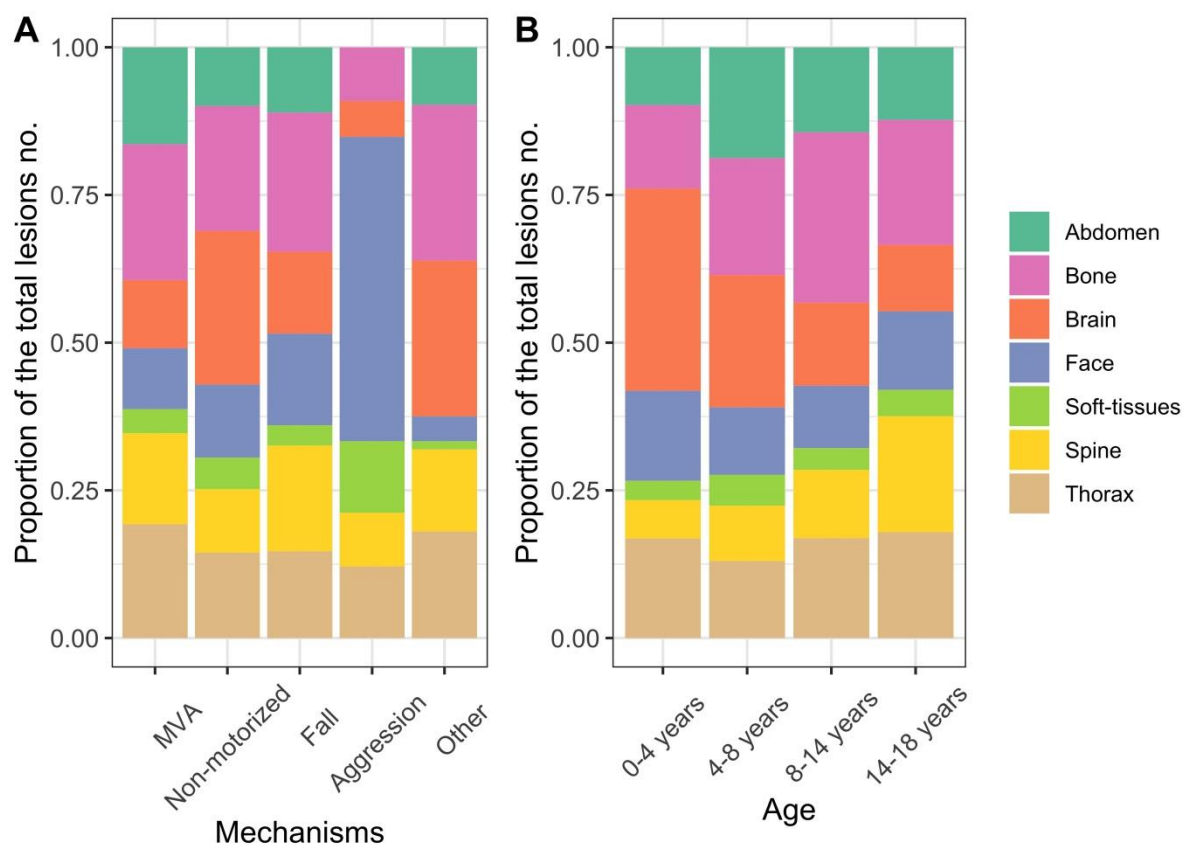 A
Proportion of the total lesions no.
1.00
0.75
0.50
0.25
0.00
MVA
Non-motorized
Fall
Aggression
Other
Mechanisms
B
Proportion of the total lesions no.
1.00
0.75
0.50
0.25
0.00
0-4 years
4-8 years
8-14 years
14-18 years
Age
Abdomen
Bone
Brain
Face
Soft-tissues
Spine
Thorax